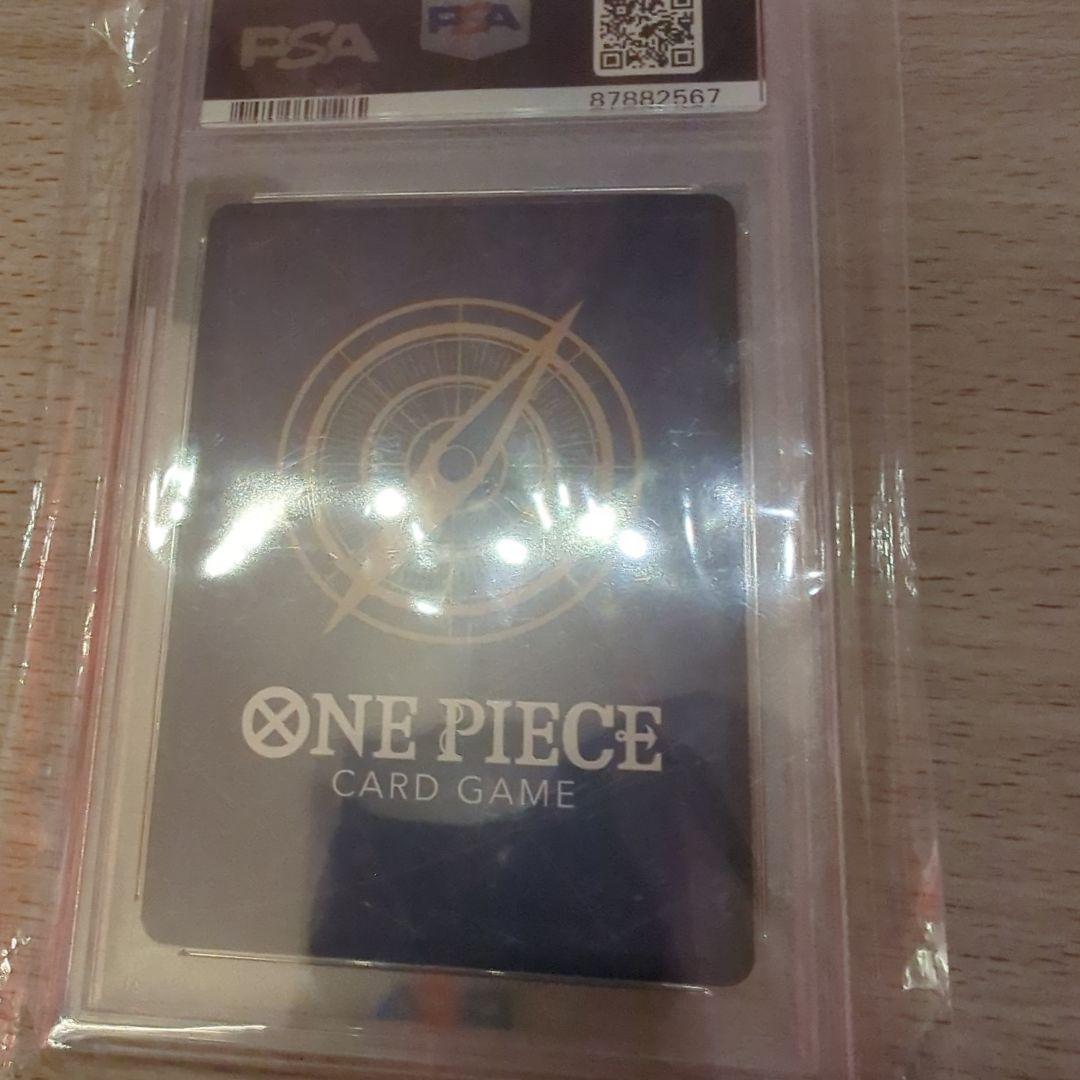 PSA
PSA
87882567
ONE PIECE
CARD GAME